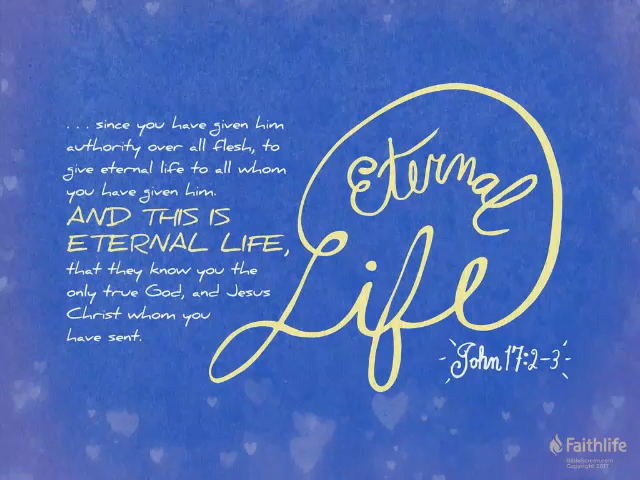 . . . since you have given him
authority over all flesh, to
give eternal life to all whom
you have given him.
AND THIS IS
ETERNAL LIFE,
that they know you the
only true God, and Jesus
Christ whom you
have sent.
Eternal
Life
John 17:2-3
Faithlife
Copyright 2017